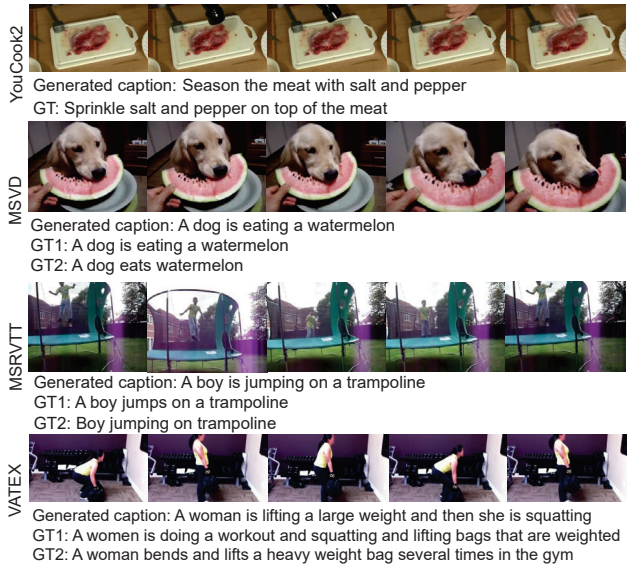 YouCook2
Generated caption: Season the meat with salt and pepper
GT: Sprinkle salt and pepper on top of the meat
MSVD
Generated caption: A dog is eating a watermelon
GT1: A dog is eating a watermelon
GT2: A dog eats watermelon
MSRVTT
Generated caption: A boy is jumping on a trampoline
GT1: A boy jumps on a trampoline
GT2: Boy jumping on trampoline
VATEX
Generated caption: A woman is lifting a large weight and then she is squatting
GT1: A women is doing a workout and squatting and lifting bags that are weighted
GT2: A woman bends and lifts a heavy weight bag several times in the gym